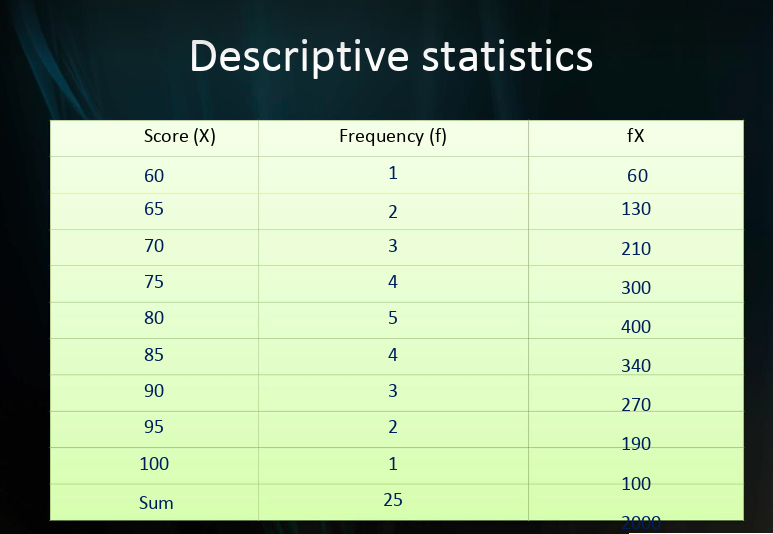 Descriptive statistics
Score (X) Frequency (f) fX
60 1 60
65 2 130
70 3 210
75 4 300
80 5 400
85 4 340
90 3 270
95 2 190
100 1 100
Sum 25 2000